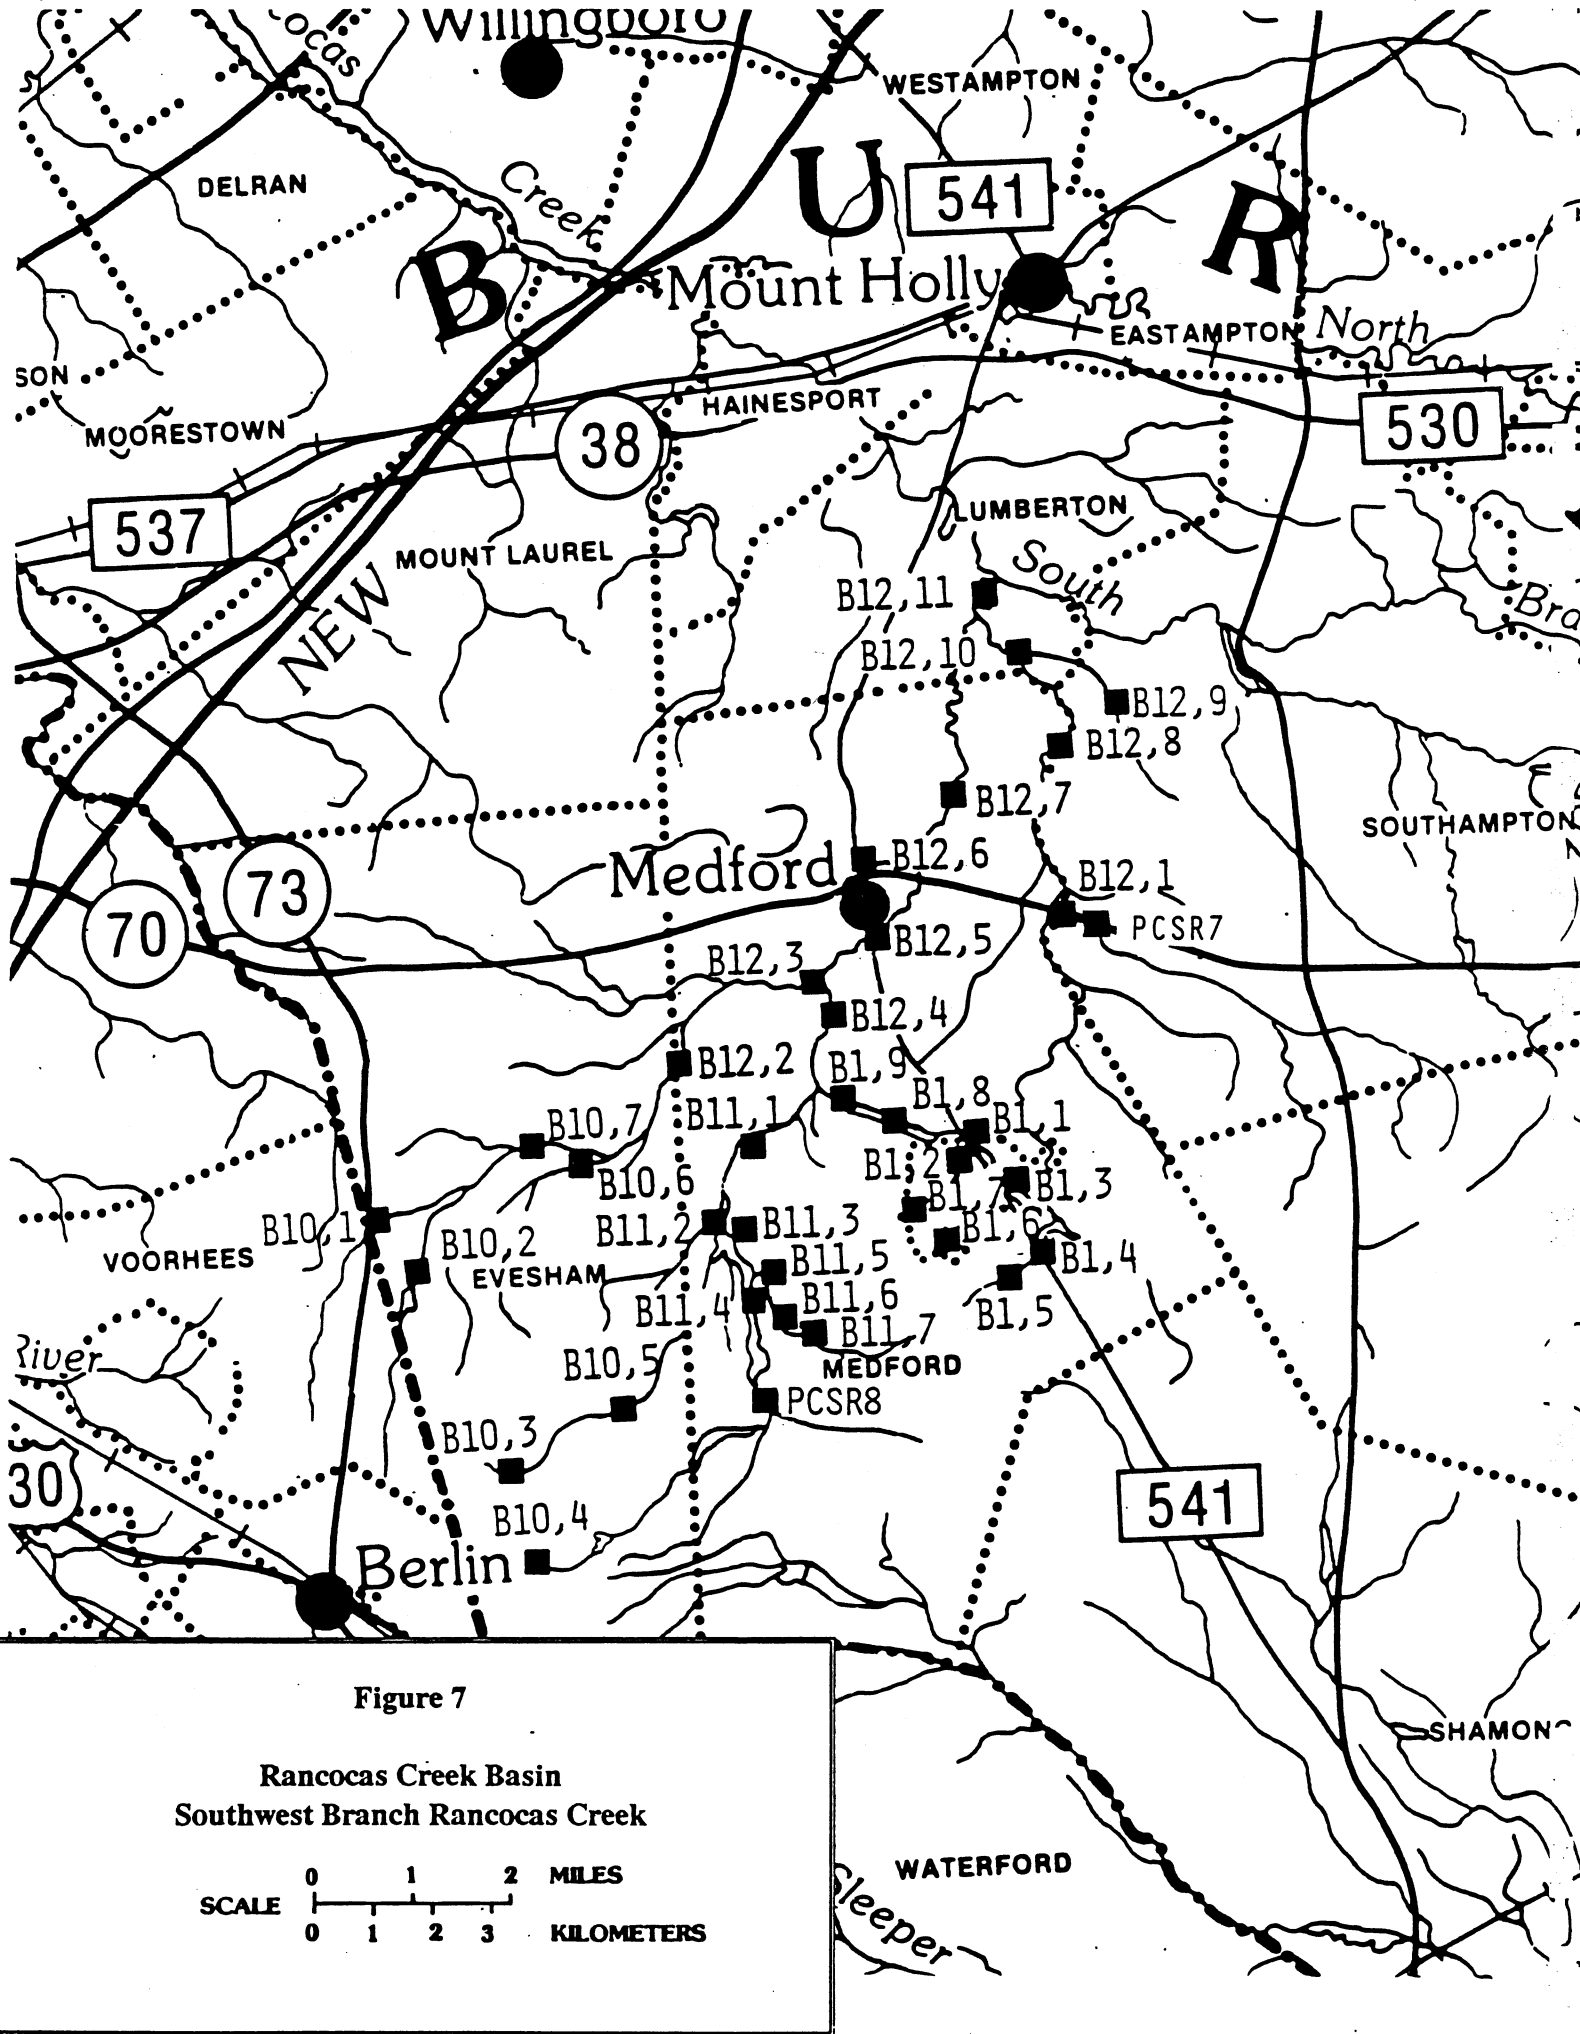 Willingboro
ocas
WESTAMPTON
DELRAN
Creek
B
U
541
R
Mount Holly
EASTAMPTON
North
SON
HAINESPORT
MOORESTOWN
38
530
537
LUMBERTON
MOUNT LAUREL
South
NEW
B12,11
Bra
B12,10
B12,9
B12,8
B12,7
SOUTHAMPTON
Medford
B12,6
B12,1
73
70
PCSR7
B12,5
B12,3
B12,4
B12,2
B1,9
B1,8
B11,1
B1,1
B10,7
B1,2
B10,6
B1,3
B1,7
B10,1
B11,2
B11,3
B1,6
VOORHEES
B10,2
EVESHAM
B11,5
B1,4
B11,4
B11,6
B1,5
B11,7
River
B10,5
MEDFORD
PCSR8
B10,3
30
541
B10,4
Berlin
Figure 7
SHAMON
Rancocas Creek Basin
Southwest Branch Rancocas Creek
WATERFORD
0 1 2 MILES
SCALE
0 1 2 3 KILOMETERS
Sleeper